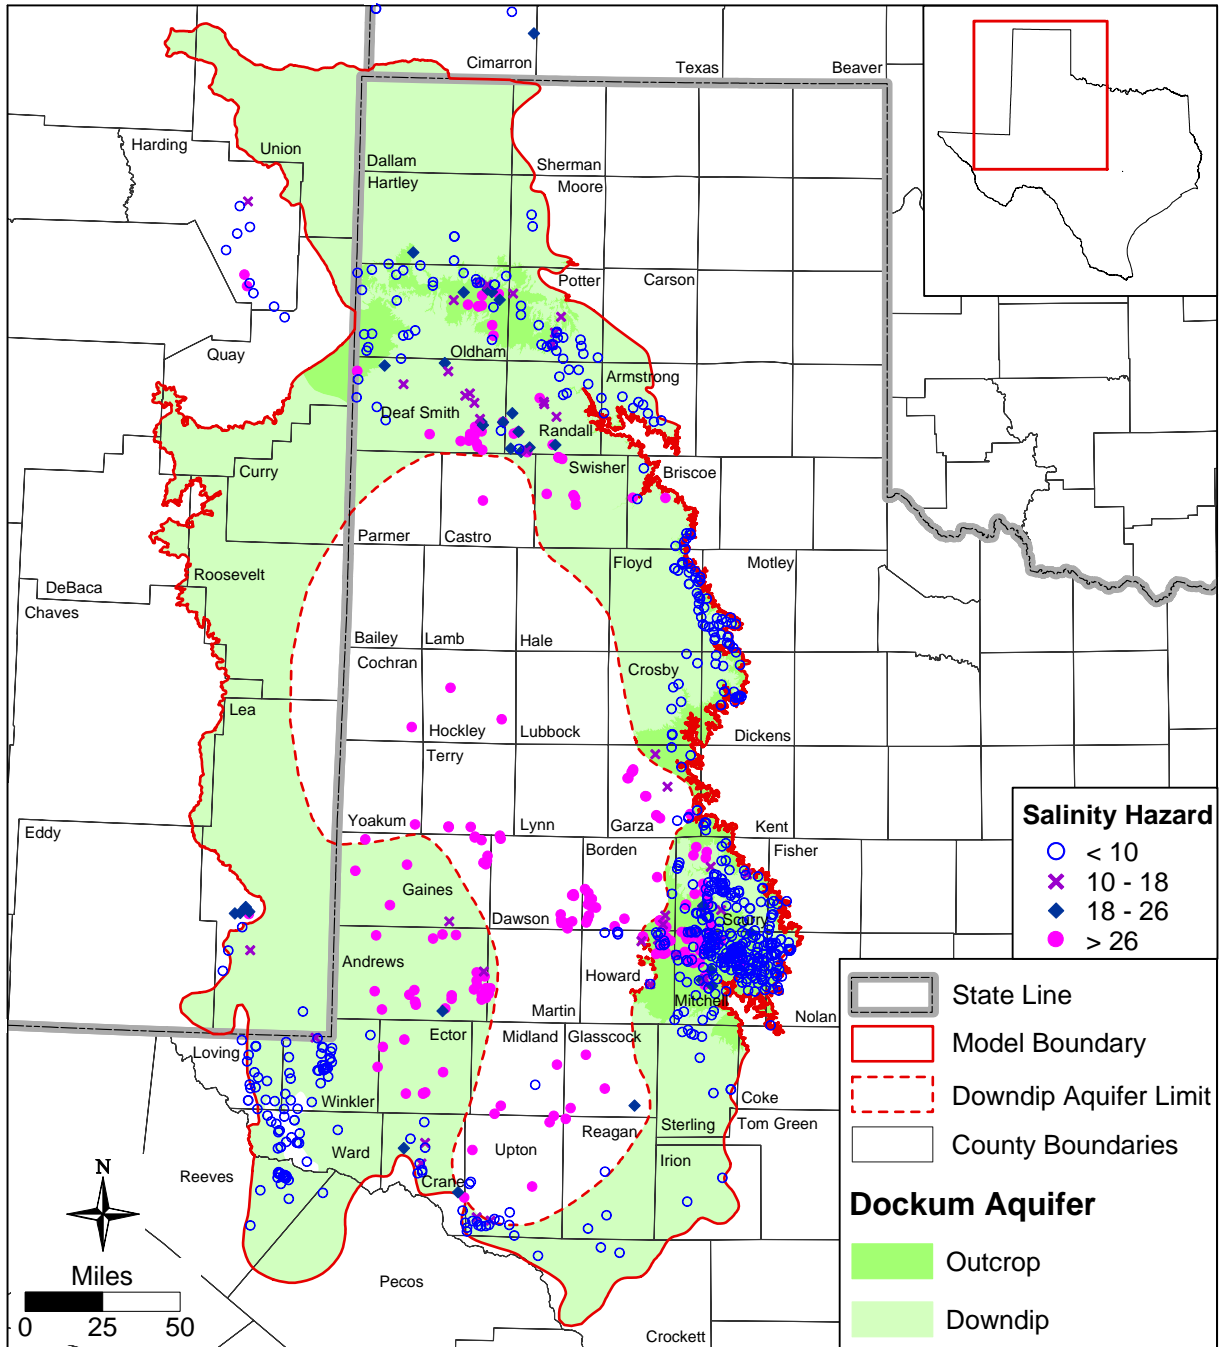 Cimarron
Texas
Beaver
Harding
Union
Dallam
Sherman
Hartley
Moore
Potter
Carson
Quay
Oldham
Armstrong
Deaf Smith
Randall
Curry
Swisher
Briscoe
Parmer
Castro
Roosevelt
Floyd
Motley
DeBaca
Chaves
Bailey
Lamb
Hale
Cochran
Crosby
Lea
Hockley
Lubbock
Dickens
Terry
Yoakum
Lynn
Garza
Kent
Eddy
Borden
Fisher
Gaines
Dawson
Scurry
Andrews
Howard
Martin
Mitchell
Nolan
Ector
Midland
Glasscock
Loving
Winkler
Coke
Sterling
Tom Green
Ward
Upton
Reagan
Irion
Reeves
Crane
Pecos
Crockett
Salinity Hazard
< 10
10 - 18
18 - 26
> 26
State Line
Model Boundary
Downdip Aquifer Limit
County Boundaries
Dockum Aquifer
Outcrop
Downdip
N
Miles
0 25 50